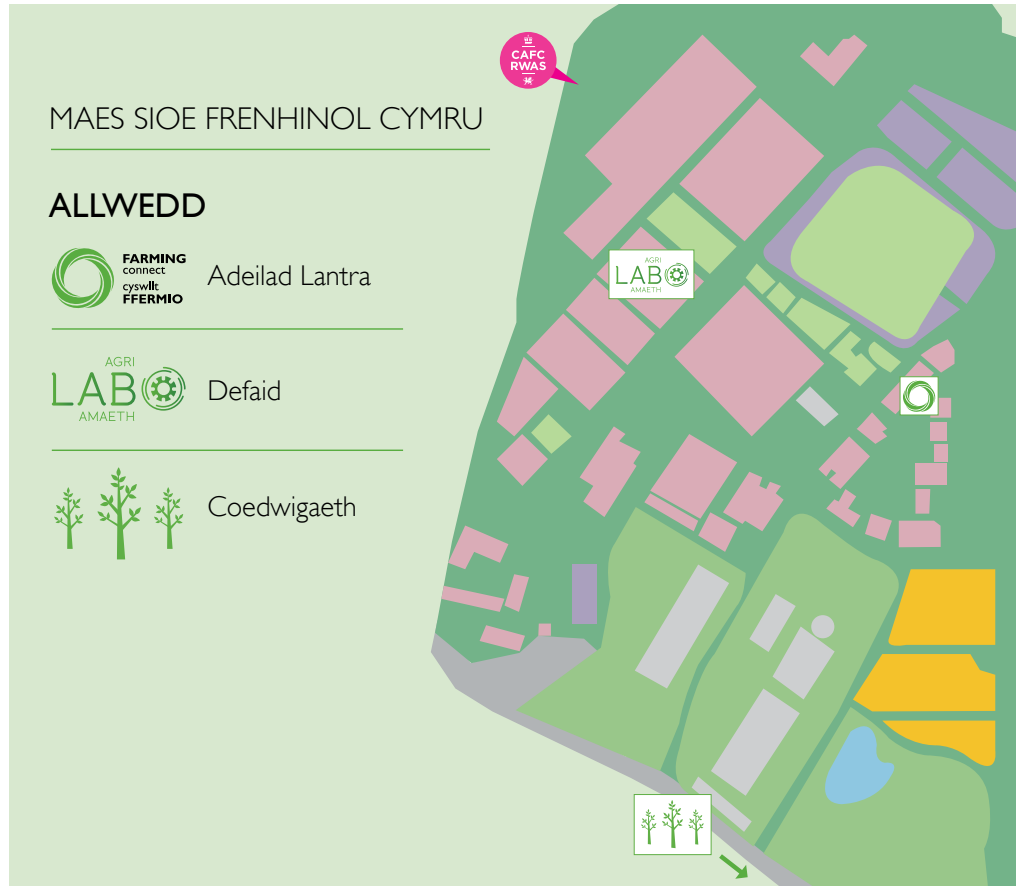 CAFC
RWAS
MAES SIOE FRENHINOL CYMRU
ALLWEDD
FARMING
connect
cyswllt
FFERMIO
Adeilad Lantra
AGRI
LAB
AMAETH
Defaid
Coedwigaeth
AGRI
LAB
AMAETH